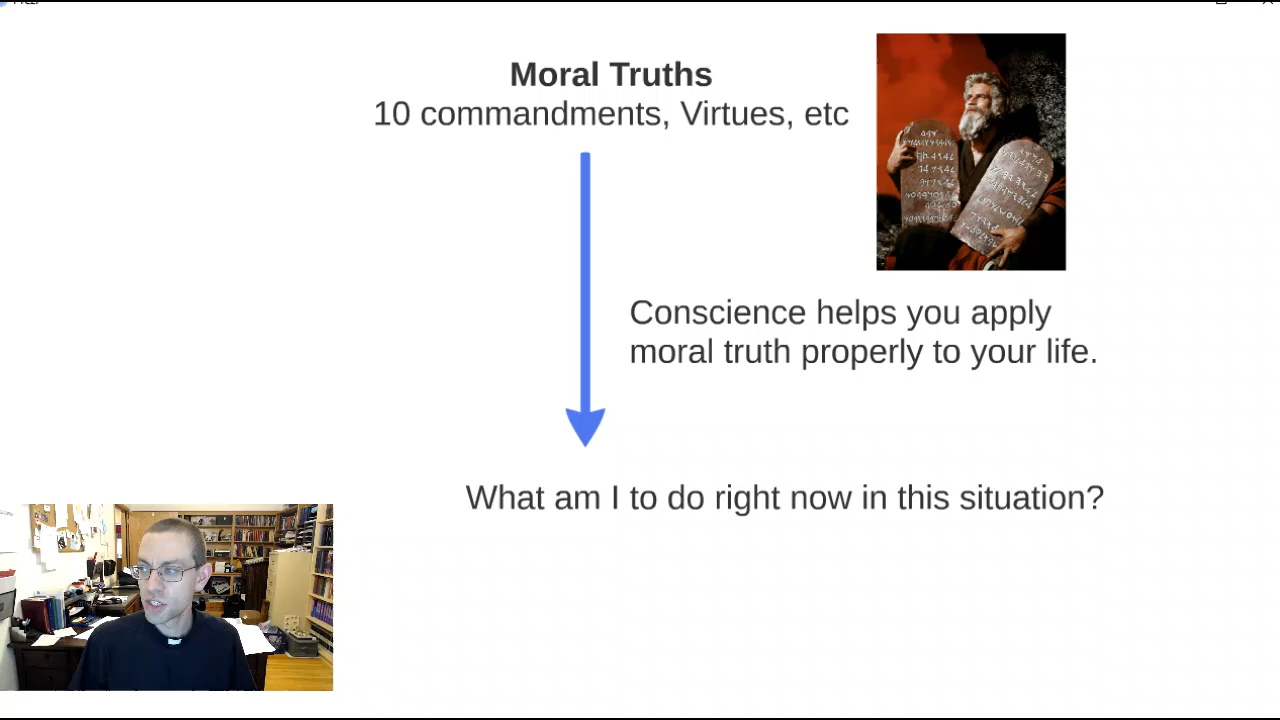 Moral Truths
10 commandments, Virtues, etc
Conscience helps you apply
moral truth properly to your life.
What am I to do right now in this situation?